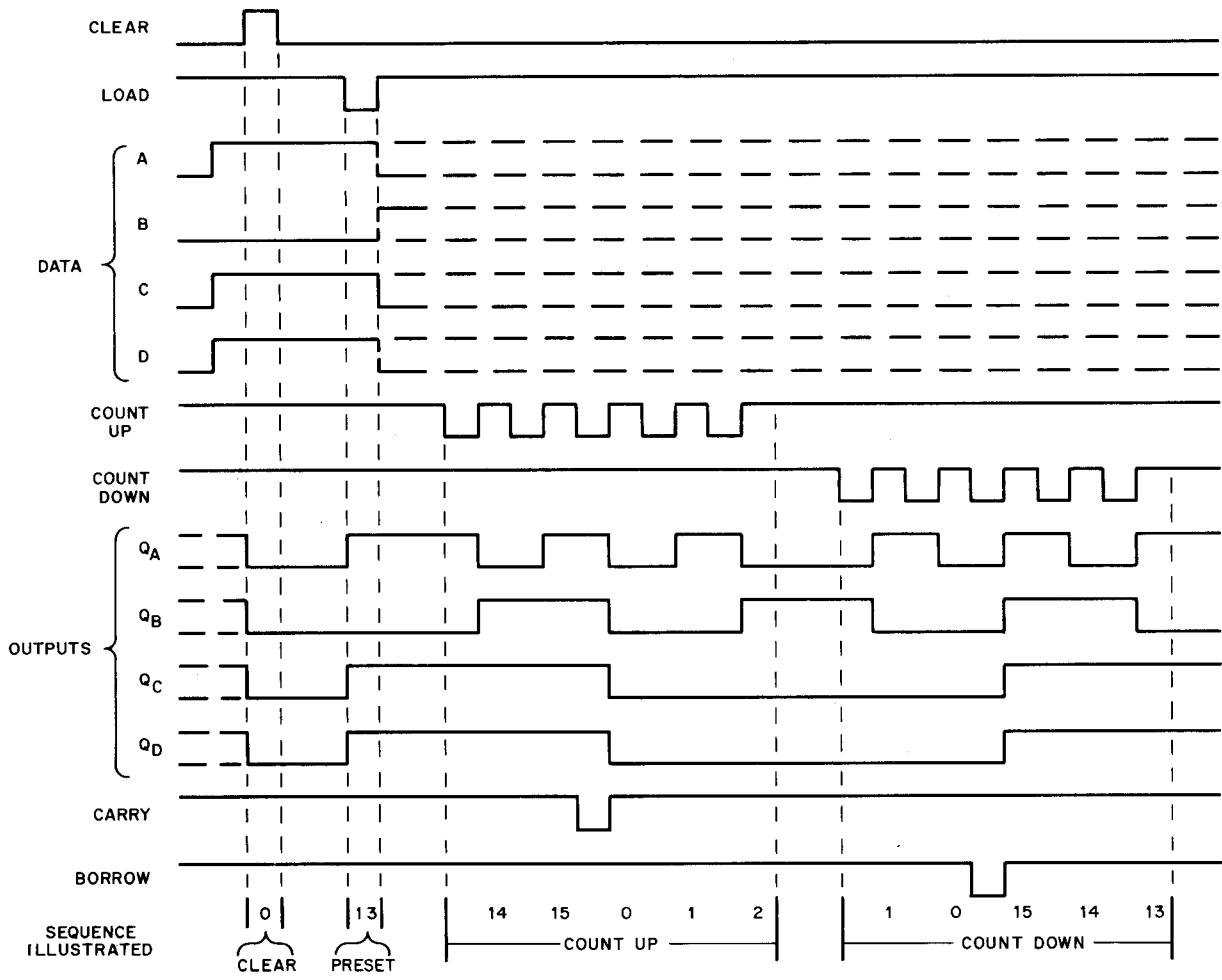 CLEAR
LOAD
A
B
DATA
C
D
COUNT
UP
COUNT
DOWN
QA
QB
OUTPUTS
QC
QD
CARRY
BORROW
SEQUENCE
ILLUSTRATED
0 13 14 15 0 1 2 1 0 15 14 13
COUNT UP COUNT DOWN
CLEAR PRESET